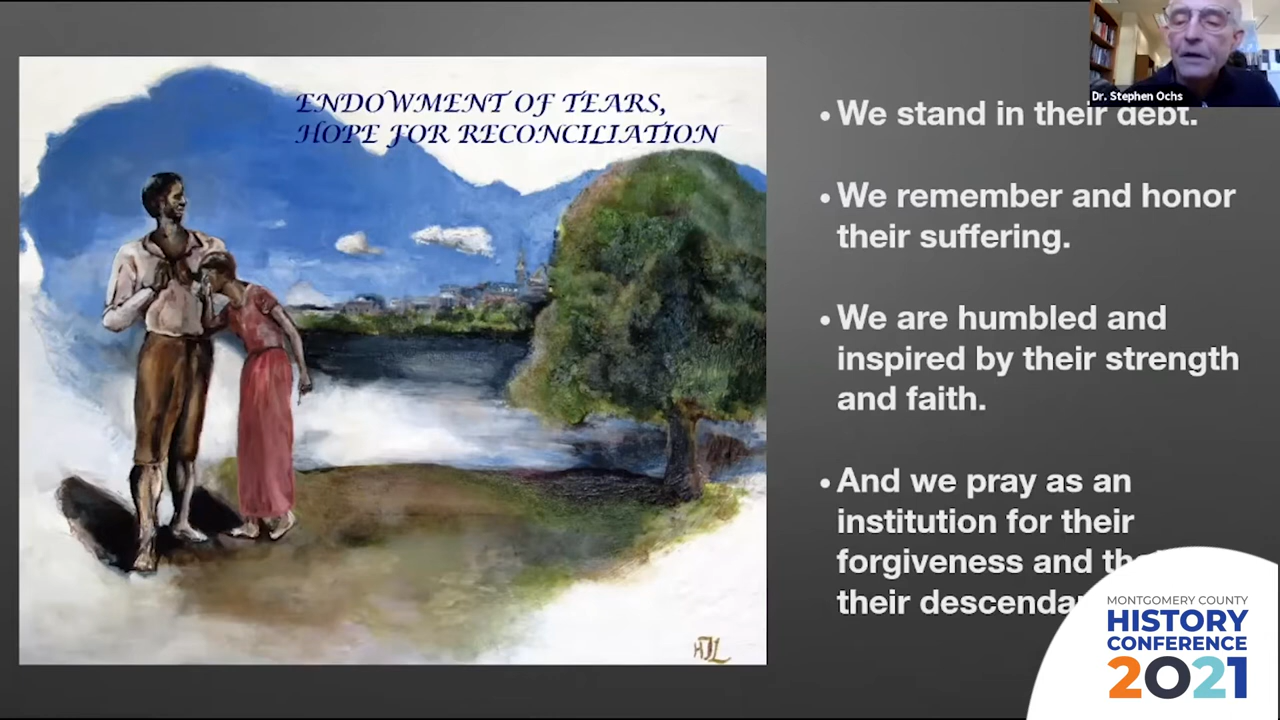 ENDOWMENT OF TEARS,
HOPE FOR RECONCILIATION
HJL
Dr. Stephen Ochs
• We stand in their debt.
• We remember and honor
their suffering.
• We are humbled and
inspired by their strength
and faith.
• And we pray as an
institution for their
forgiveness and
their
MONTGOMERY COUNTY
HISTORY
CONFERENCE
2021